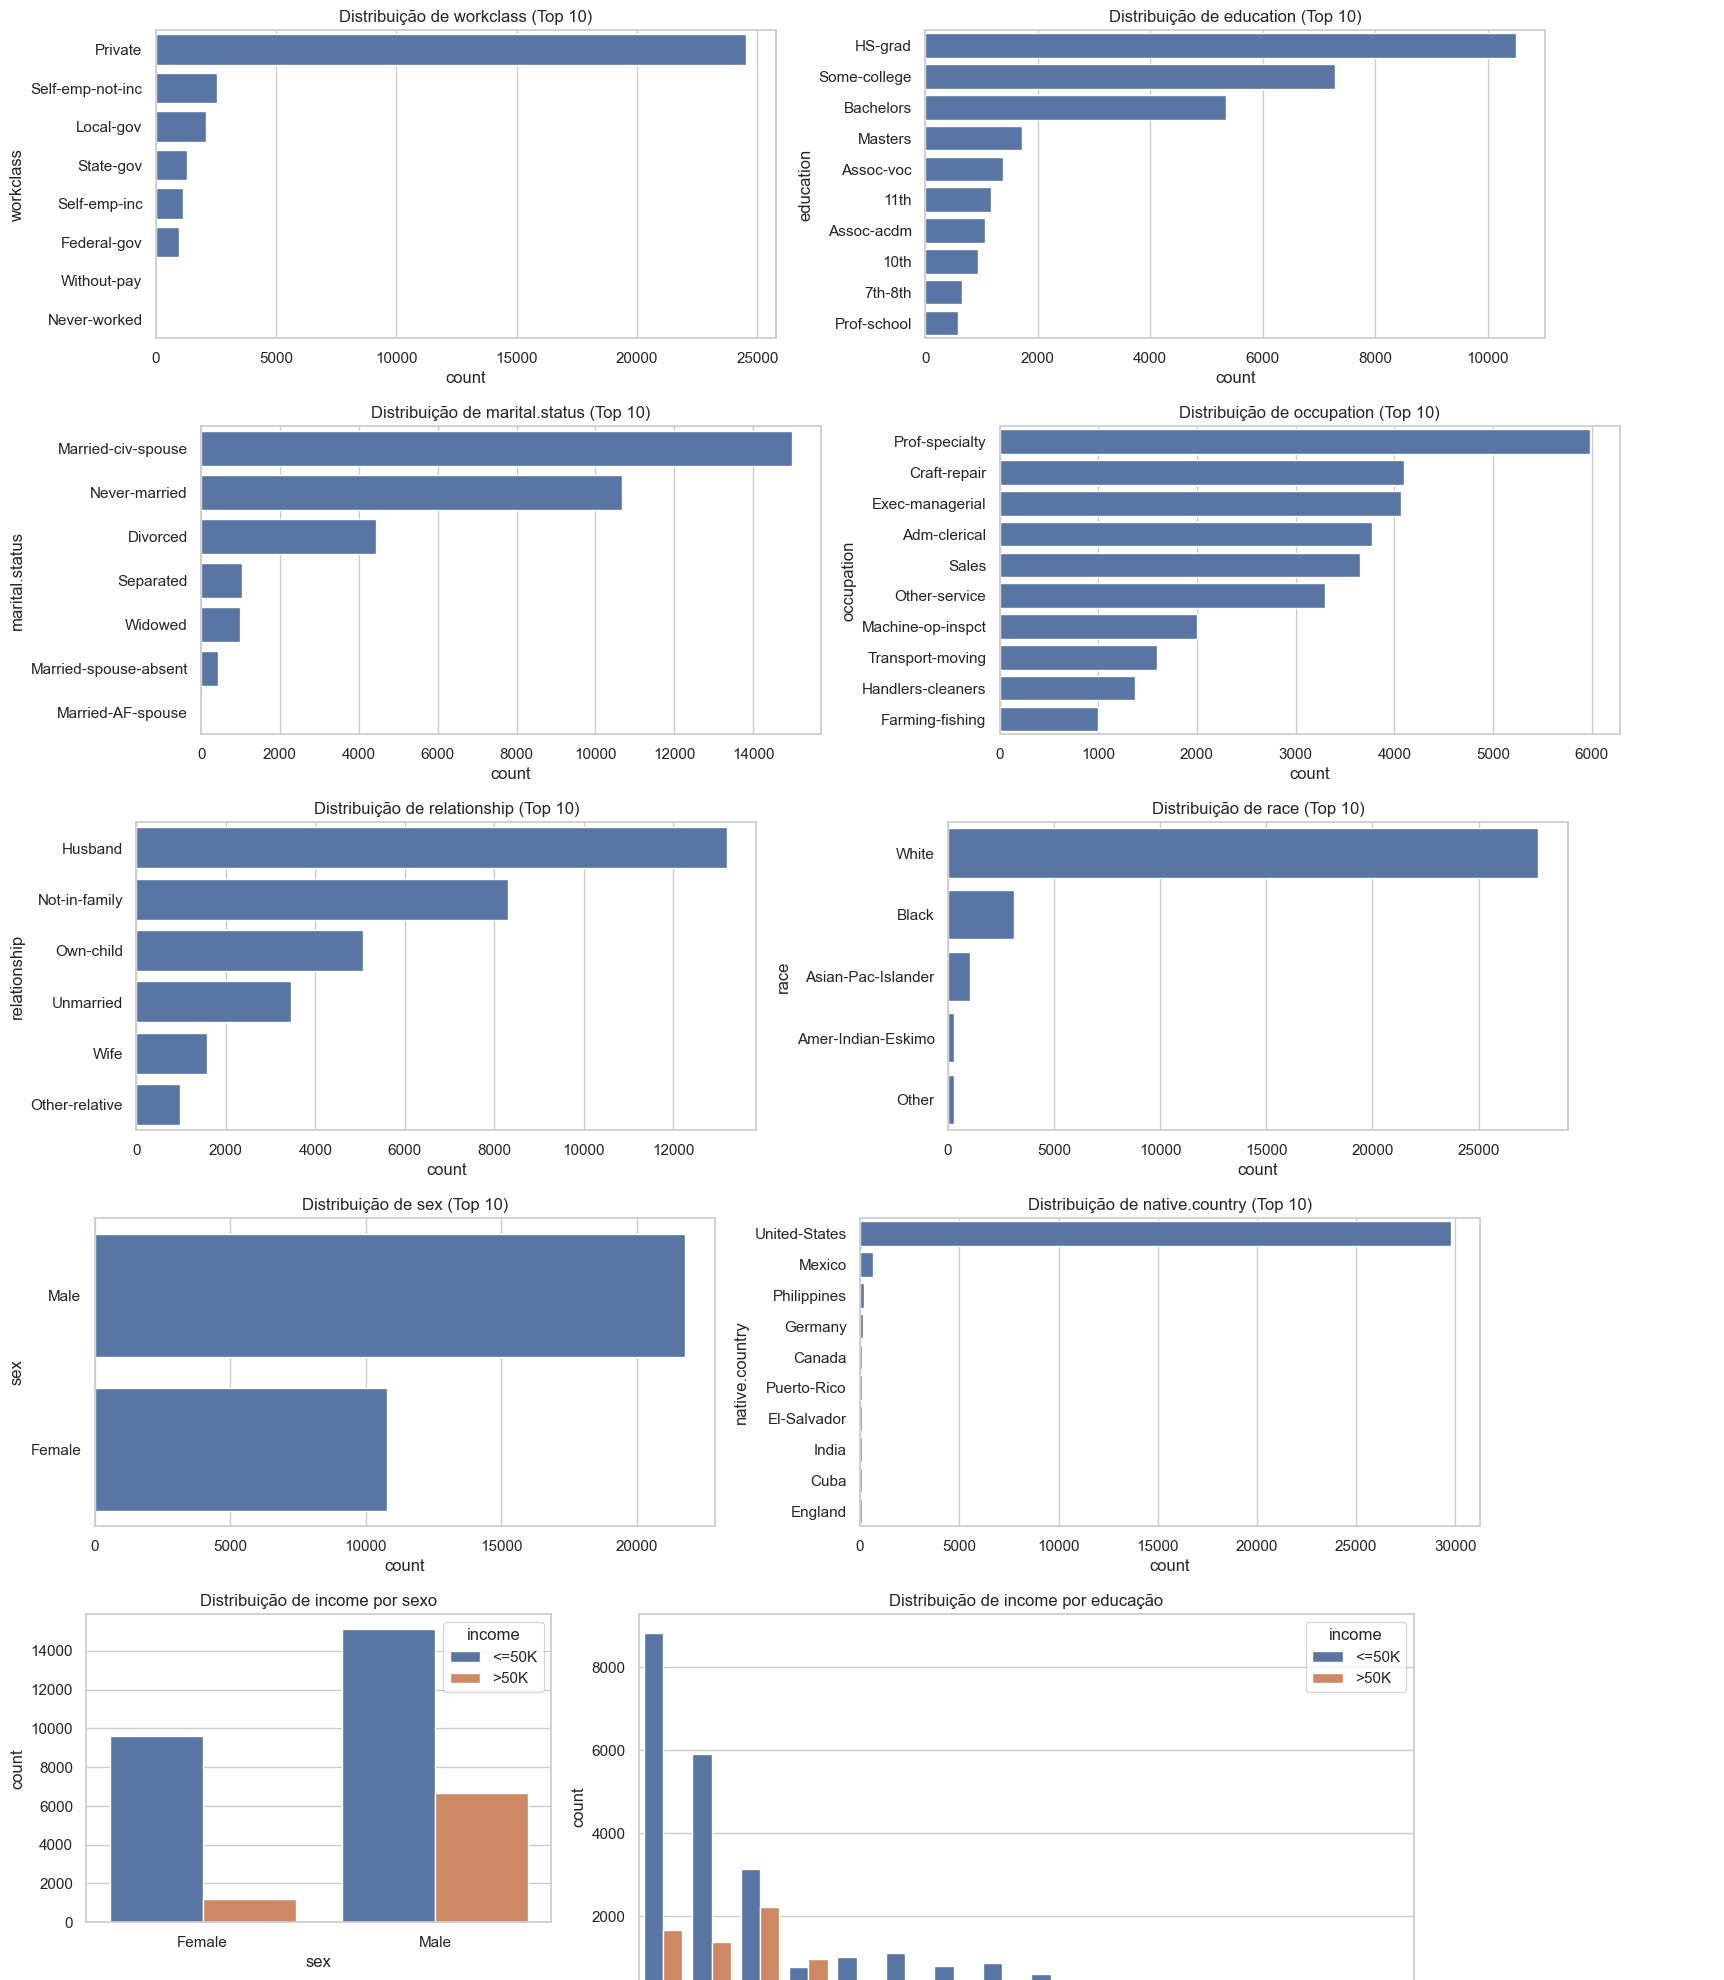 Distribuição de workclass (Top 10)
workclass
Private
Self-emp-not-inc
Local-gov
State-gov
Self-emp-inc
Federal-gov
Without-pay
Never-worked
0 5000 10000 15000 20000 25000
count
Distribuição de education (Top 10)
education
HS-grad
Some-college
Bachelors
Masters
Assoc-voc
11th
Assoc-acdm
10th
7th-8th
Prof-school
0 2000 4000 6000 8000 10000
count
Distribuição de marital.status (Top 10)
marital.status
Married-civ-spouse
Never-married
Divorced
Separated
Widowed
Married-spouse-absent
Married-AF-spouse
0 2000 4000 6000 8000 10000 12000 14000
count
Distribuição de occupation (Top 10)
occupation
Prof-specialty
Craft-repair
Exec-managerial
Adm-clerical
Sales
Other-service
Machine-op-inspct
Transport-moving
Handlers-cleaners
Farming-fishing
0 1000 2000 3000 4000 5000 6000
count
Distribuição de relationship (Top 10)
relationship
Husband
Not-in-family
Own-child
Unmarried
Wife
Other-relative
0 2000 4000 6000 8000 10000 12000
count
Distribuição de race (Top 10)
race
White
Black
Asian-Pac-Islander
Amer-Indian-Eskimo
Other
0 5000 10000 15000 20000 25000
count
Distribuição de sex (Top 10)
sex
Male
Female
0 5000 10000 15000 20000
count
Distribuição de native.country (Top 10)
native.country
United-States
Mexico
Philippines
Germany
Canada
Puerto-Rico
El-Salvador
India
Cuba
England
0 5000 10000 15000 20000 25000 30000
count
Distribuição de income por sexo
income
<=50K
>50K
count
14000
12000
10000
8000
6000
4000
2000
0
Female Male
sex
Distribuição de income por educação
income
<=50K
>50K
count
8000
6000
4000
2000